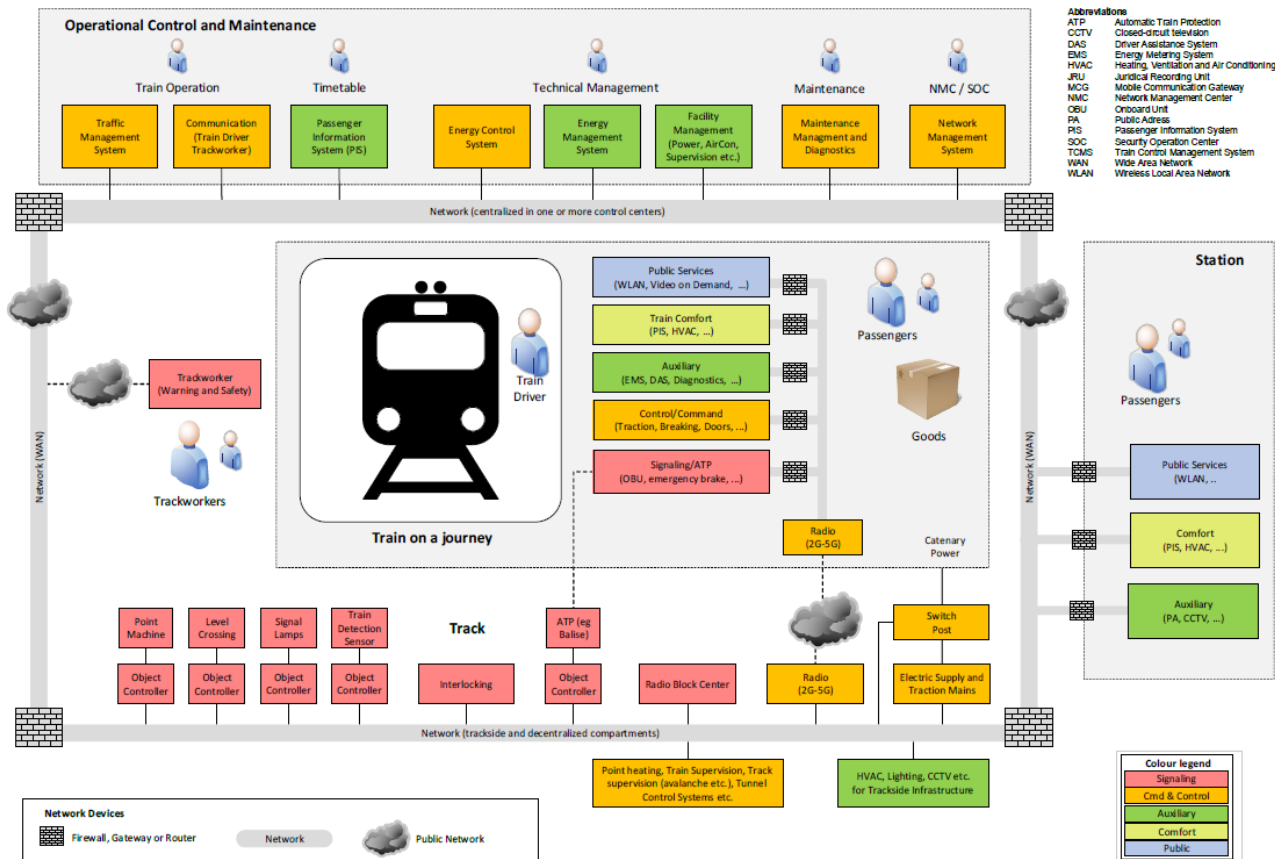 Operational Control and Maintenance
Train Operation
Timetable
Technical Management
Maintenance
NMC / SOC
Traffic
Management
System
Communication
(Train Driver
Trackworker)
Passenger
Information
System (PIS)
Energy Control
System
Energy
Management
System
Facility
Management
(Power, AirCon,
Supervision etc.)
Maintenance
Managment and
Diagnostics
Network
Management
System
Abbreviations
ATP Automatic Train Protection
CCTV Closed-circuit television
DAS Driver Assistance System
EMS Energy Metering System
HVAC Heating, Ventilation and Air Conditioning
JRU Juridical Recording Unit
MCG Mobile Communication Gateway
NMC Network Management Center
OBU Onboard Unit
PA Public Adress
PIS Passenger Information System
SOC Security Operation Center
TCMS Train Control Management System
WAN Wide Area Network
WLAN Wireless Local Area Network
Network (centralized in one or more control centers)
Network (WAN)
Trackworker
(Warning and Safety)
Trackworkers
Train
Driver
Train on a journey
Public Services
(WLAN, Video on Demand, ...)
Train Comfort
(PIS, HVAC, ...)
Auxiliary
(EMS, DAS, Diagnostics, ...)
Control/Command
(Traction, Breaking, Doors, ...)
Signaling/ATP
(OBU, emergency brake, ...)
Passengers
Goods
Radio
(2G-5G)
Catenary
Power
Network (WAN)
Station
Passengers
Public Services
(WLAN, ..
Comfort
(PIS, HVAC, ...)
Auxiliary
(PA, CCTV, ...)
Point
Machine
Level
Crossing
Signal
Lamps
Train
Detection
Sensor
Track
ATP (eg
Balise)
Switch
Post
Object
Controller
Object
Controller
Object
Controller
Object
Controller
Interlocking
Object
Controller
Radio Block Center
Radio
(2G-5G)
Electric Supply and
Traction Mains
Network (trackside and decentralized compartments)
Point heating, Train Supervision, Track
supervision (avalanche etc.), Tunnel
Control Systems etc.
HVAC, Lighting, CCTV etc.
for Trackside Infrastructure
Network Devices
Firewall, Gateway or Router
Network
Public Network
Colour legend
Signaling
Cmd & Control
Auxiliary
Comfort
Public